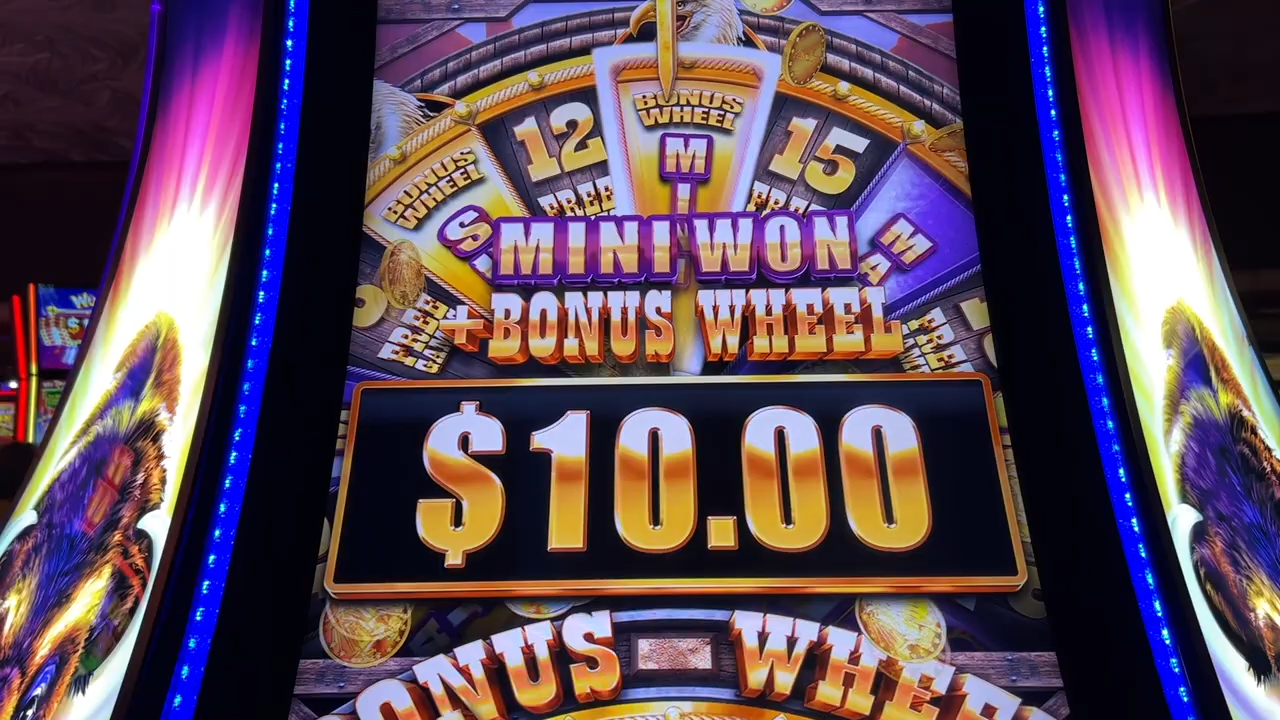 BONUS
WHEEL
12
FREE
BONUS
WHEEL
M
I
15
FREE
MINI WON
+BONUS WHEEL
FREE
$10.00
BONUS WHEEL